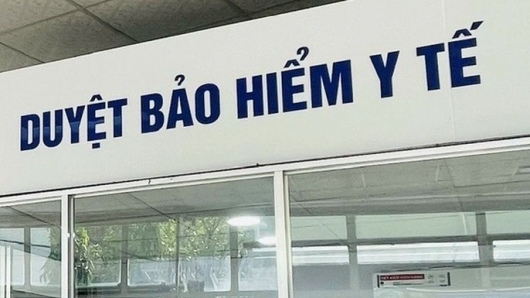 DUYỆT BẢO HIỂM Y TẾ